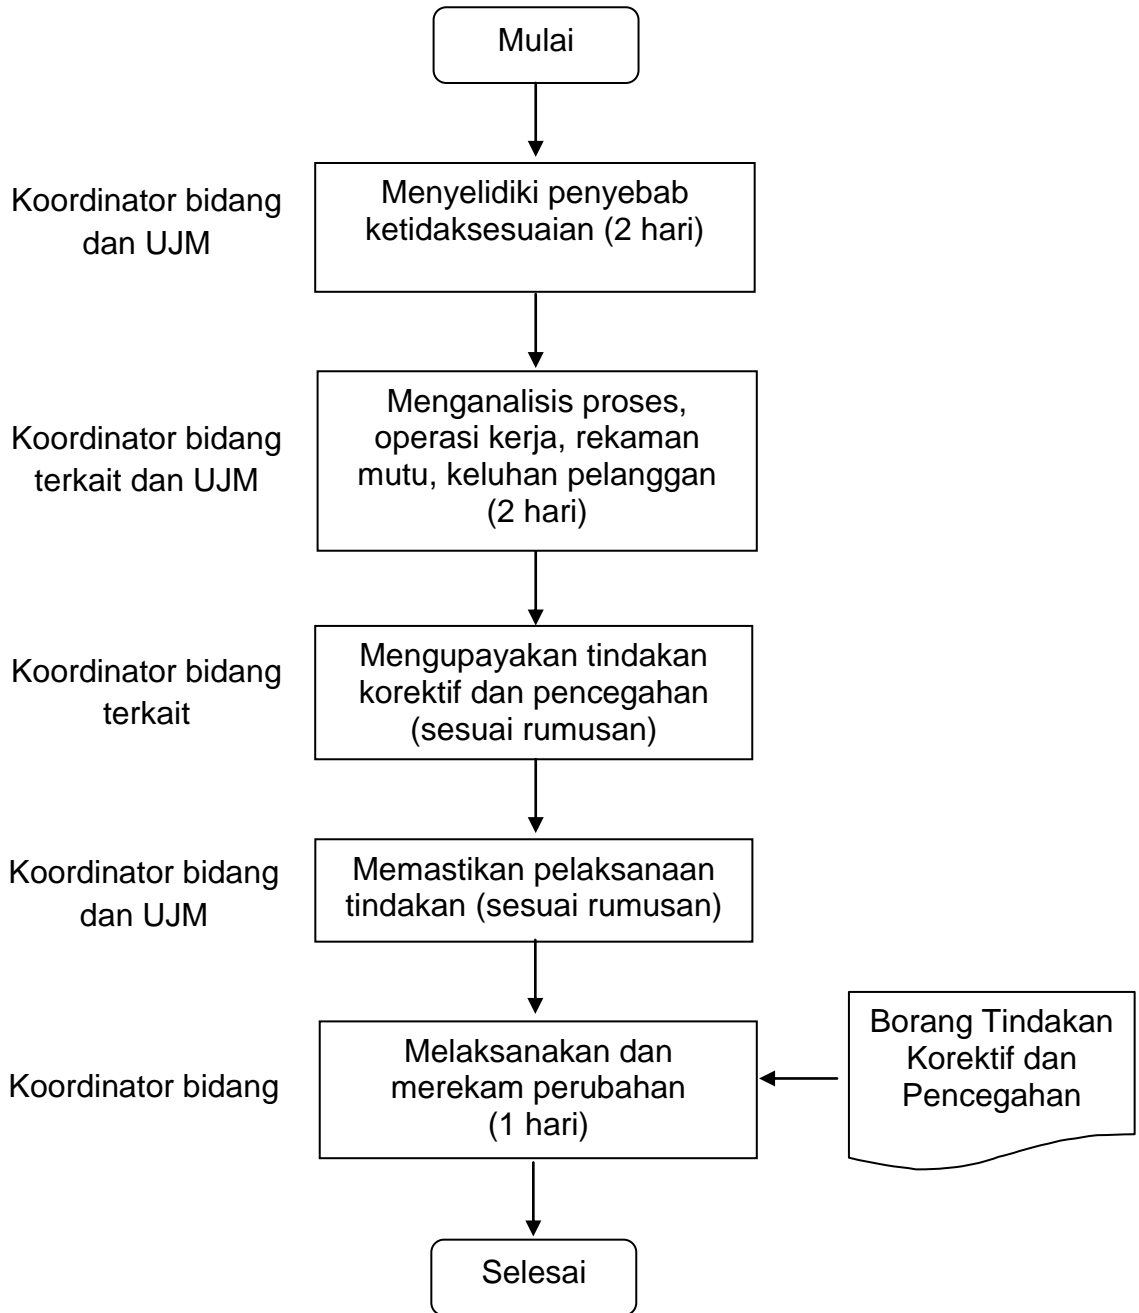 Mulai
Koordinator bidang
dan UJM
Menyelidiki penyebab
ketidaksesuaian (2 hari)
Koordinator bidang
terkait dan UJM
Menganalisis proses,
operasi kerja, rekaman
mutu, keluhan pelanggan
(2 hari)
Koordinator bidang
terkait
Mengupayakan tindakan
korektif dan pencegahan
(sesuai rumusan)
Koordinator bidang
dan UJM
Memastikan pelaksanaan
tindakan (sesuai rumusan)
Koordinator bidang
Melaksanakan dan
merekam perubahan
(1 hari)
Borang Tindakan
Korektif dan
Pencegahan
Selesai